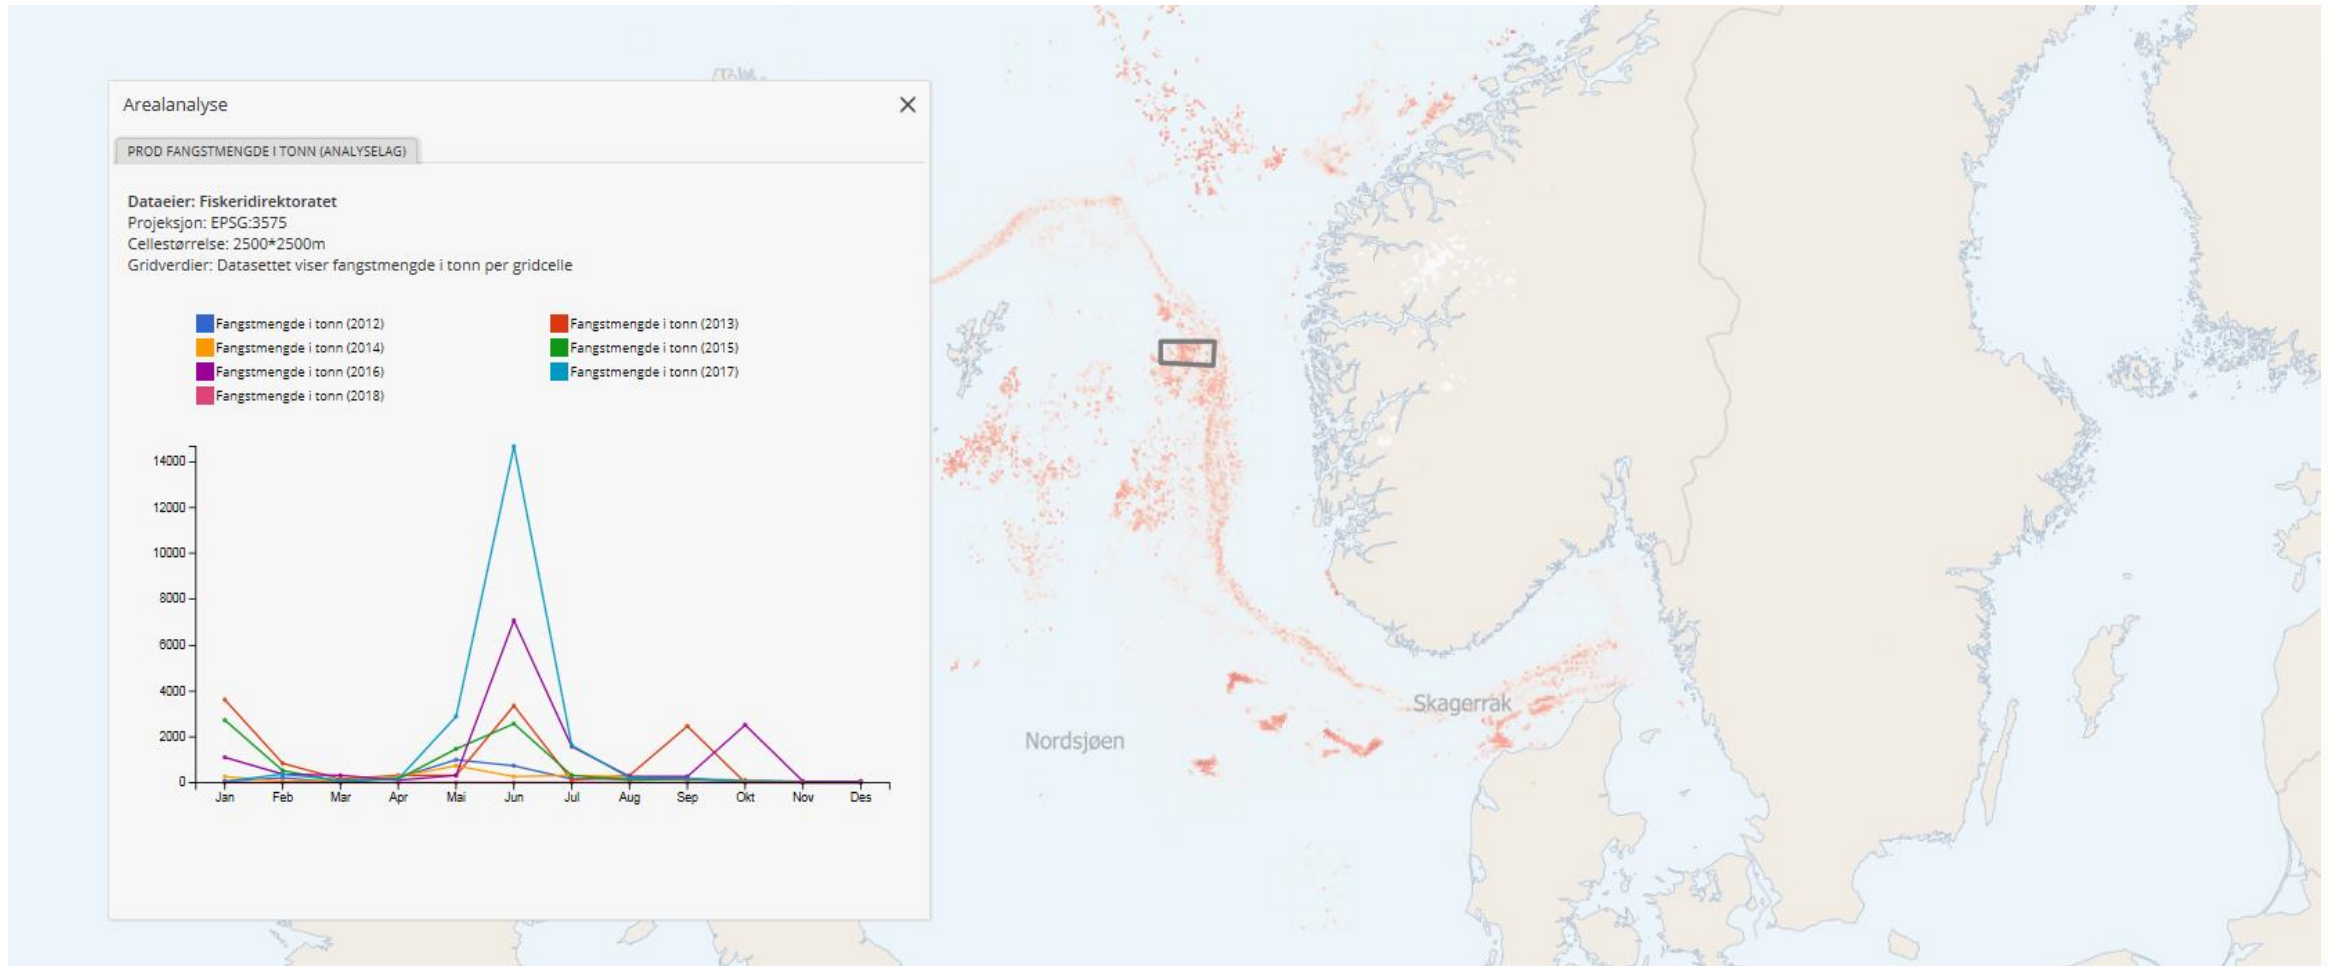 Arealanalyse
PROD FANGSTMENGDE I TONN (ANALYSELAG)
Dataeier: Fiskeridirektoratet
Projeksjon: EPSG:3575
Cellestørrelse: 2500*2500m
Gridverdier: Datasettet viser fangstmengde i tonn per gridcelle
Fangstmengde i tonn (2012)
Fangstmengde i tonn (2013)
Fangstmengde i tonn (2014)
Fangstmengde i tonn (2015)
Fangstmengde i tonn (2016)
Fangstmengde i tonn (2017)
Fangstmengde i tonn (2018)
14000
12000
10000
8000
6000
4000
2000
0
Jan Feb Mar Apr Mai Jun Jul Aug Sep Okt Nov Des
Skagerrak
Nordsjøen